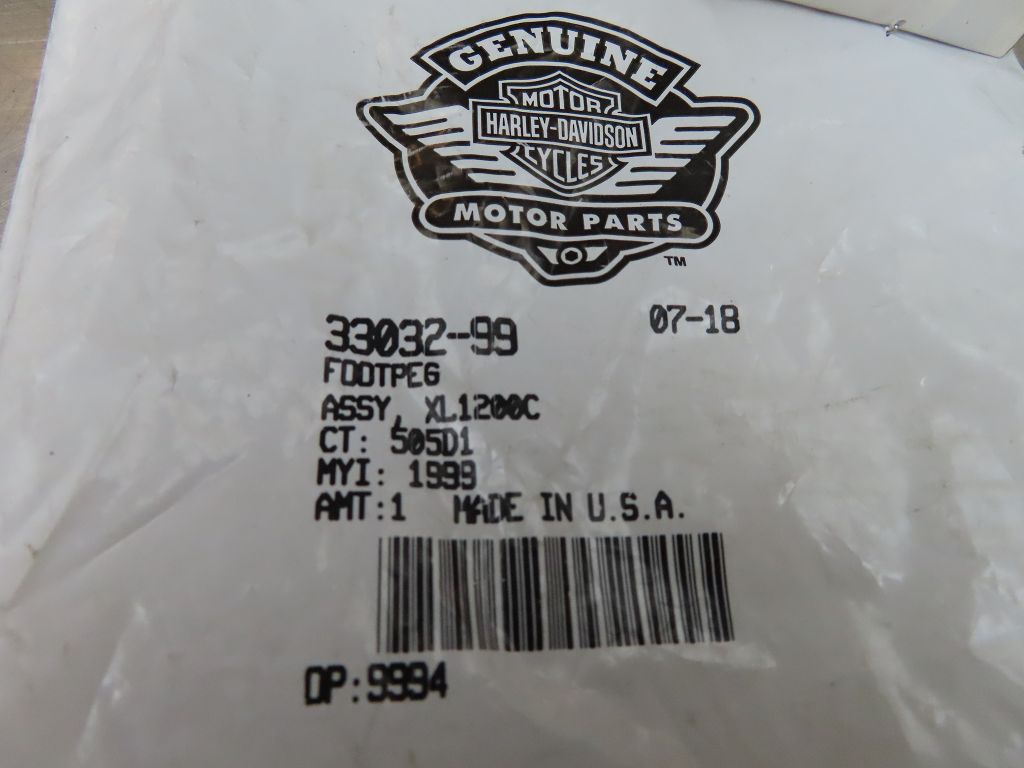 GENUINE
MOTOR
HARLEY-DAVIDSON
CYCLES
MOTOR PARTS
TM
33032-99 07-18
FOOTPEG
ASSY, XL1200C
CT: 505D1
MYI: 1999
AMT:1 MADE IN U.S.A.
OP:9994